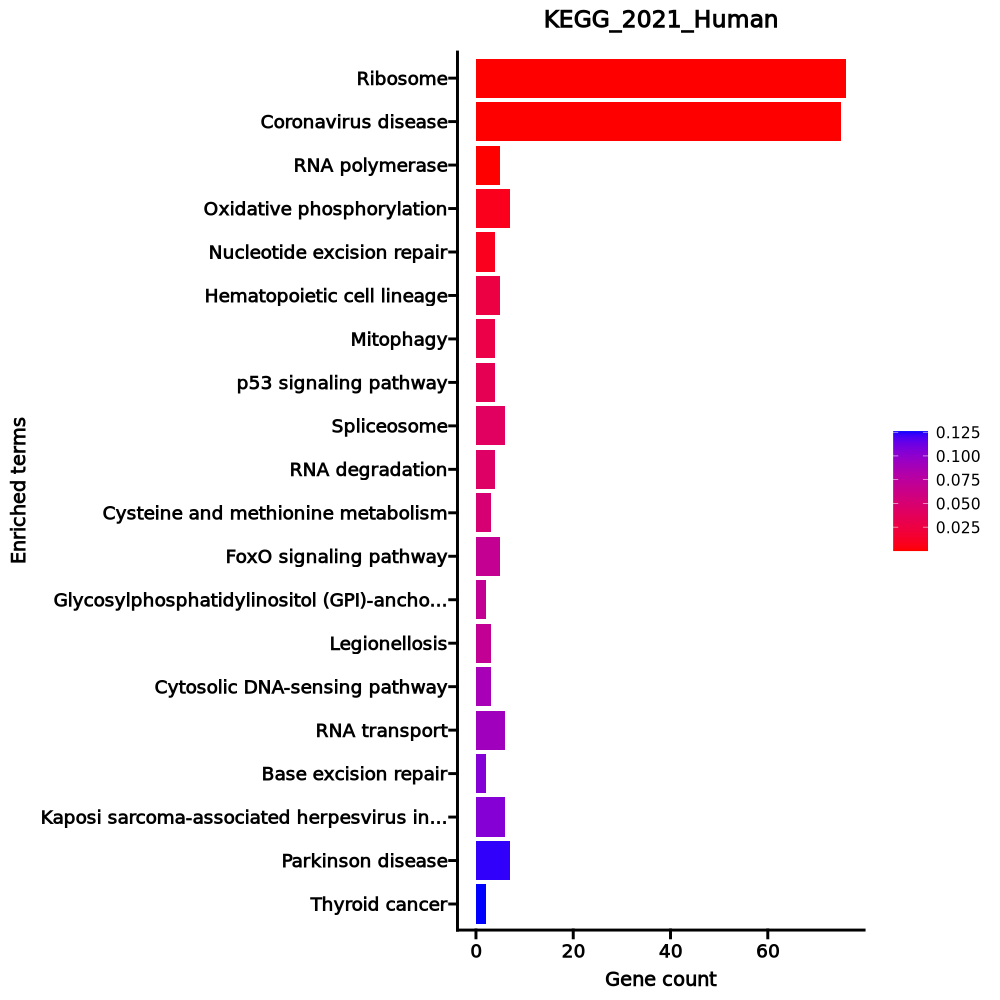 KEGG_2021_Human
Ribosome
Coronavirus disease
RNA polymerase
Oxidative phosphorylation
Nucleotide excision repair
Hematopoietic cell lineage
Mitophagy
p53 signaling pathway
Spliceosome
RNA degradation
Cysteine and methionine metabolism
FoxO signaling pathway
Glycosylphosphatidylinositol (GPI)-ancho...
Legionellosis
Cytosolic DNA-sensing pathway
RNA transport
Base excision repair
Kaposi sarcoma-associated herpesvirus in...
Parkinson disease
Thyroid cancer
Enriched terms
0 20 40 60
Gene count
0.125
0.100
0.075
0.050
0.025